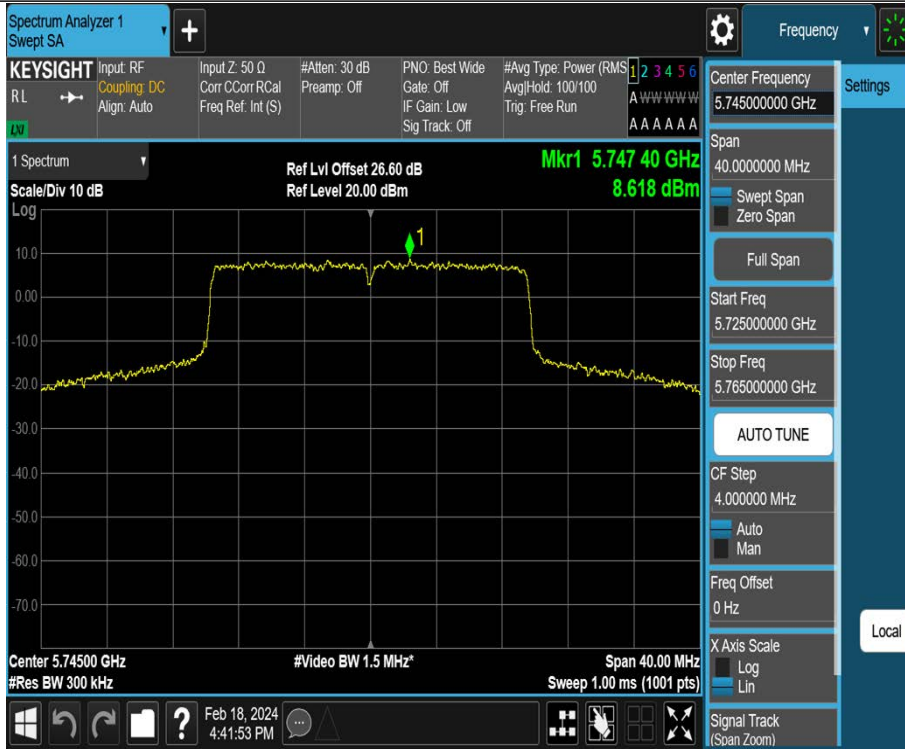 Spectrum Analyzer 1
Swept SA
+
Frequency
KEYSIGHT
R L
LXI
Input: RF
Coupling: DC
Align: Auto
Input Z: 50 Ω
Corr CCorr RCal
Freq Ref: Int (S)
#Atten: 30 dB
Preamp: Off
PNO: Best Wide
Gate: Off
IF Gain: Low
Sig Track: Off
#Avg Type: Power (RMS
Avg|Hold: 100/100
Trig: Free Run
1 2 3 4 5 6
A W W W W W
A A A A A A
1 Spectrum
Scale/Div 10 dB
Log
Ref Lvl Offset 26.60 dB
Ref Level 20.00 dBm
Mkr1 5.747 40 GHz
8.618 dBm
1
10.0
0.00
-10.0
-20.0
-30.0
-40.0
-50.0
-60.0
-70.0
Center 5.74500 GHz
#Res BW 300 kHz
#Video BW 1.5 MHz*
Span 40.00 MHz
Sweep 1.00 ms (1001 pts)
Feb 18, 2024
4:41:53 PM
?
Center Frequency
5.745000000 GHz
Settings
Span
40.0000000 MHz
Swept Span
Zero Span
Full Span
Start Freq
5.725000000 GHz
Stop Freq
5.765000000 GHz
AUTO TUNE
CF Step
4.000000 MHz
Auto
Man
Freq Offset
0 Hz
X Axis Scale
Log
Lin
Local
Signal Track
(Span Zoom)